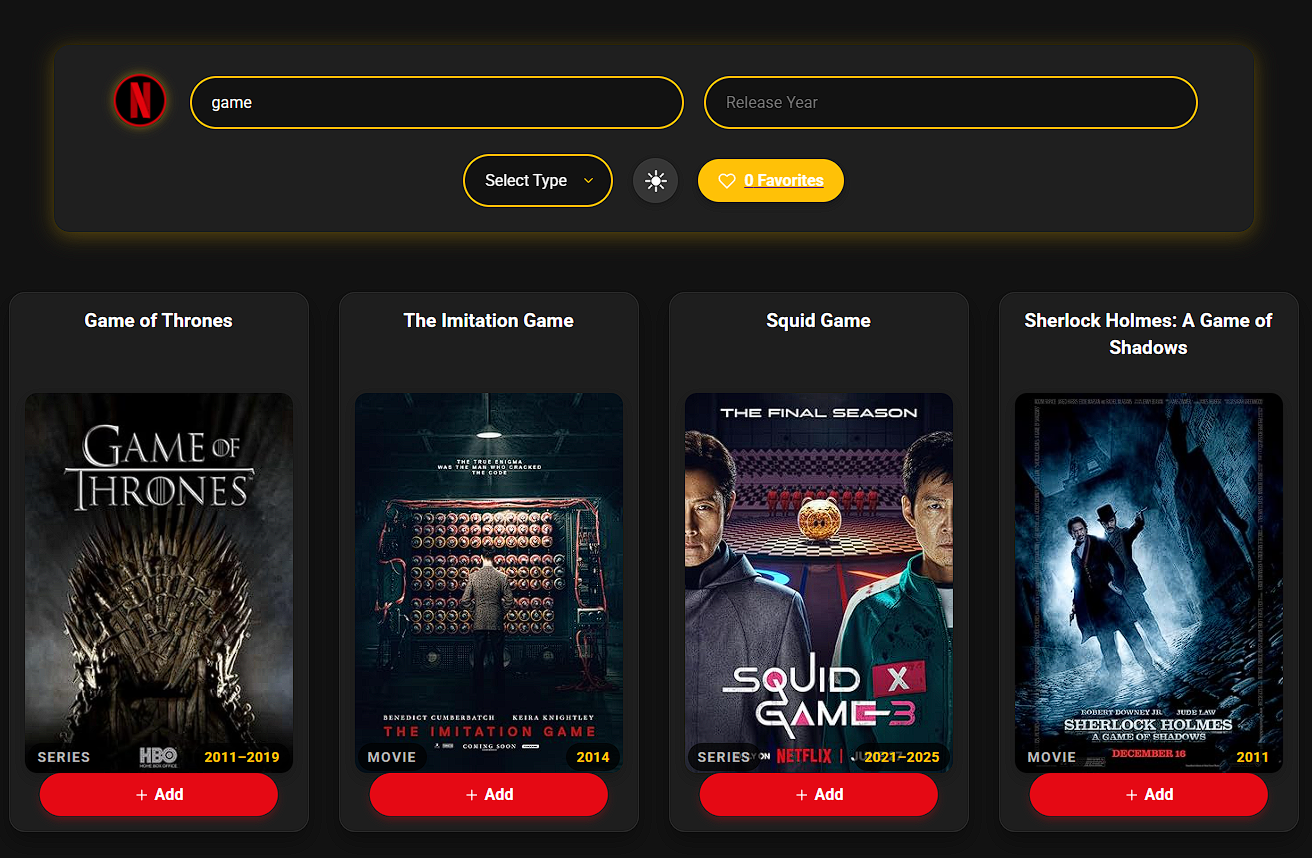 N
game
Release Year
Select Type
0 Favorites
Game of Thrones
The Imitation Game
Squid Game
Sherlock Holmes: A Game of
Shadows
GAME OF
THRONES
SERIES
HBO
HOME BOX OFFICE
2011–2019
+ Add
THE TRUE ENIGMA
WAS THE MAN WHO CRACKED
THE CODE
BENEDICT CUMBERBATCH KEIRA KNIGHTLEY
THE IMITATION GAME
COMING SOON
MOVIE
2014
+ Add
THE FINAL SEASON
SQUID
GAME 3
SERIES
ON NETFLIX
2021–2025
+ Add
ROBERT DOWNEY JR. JUDE LAW
SHERLOCK HOLMES
A GAME OF SHADOWS
DECEMBER 16
MOVIE
2011
+ Add